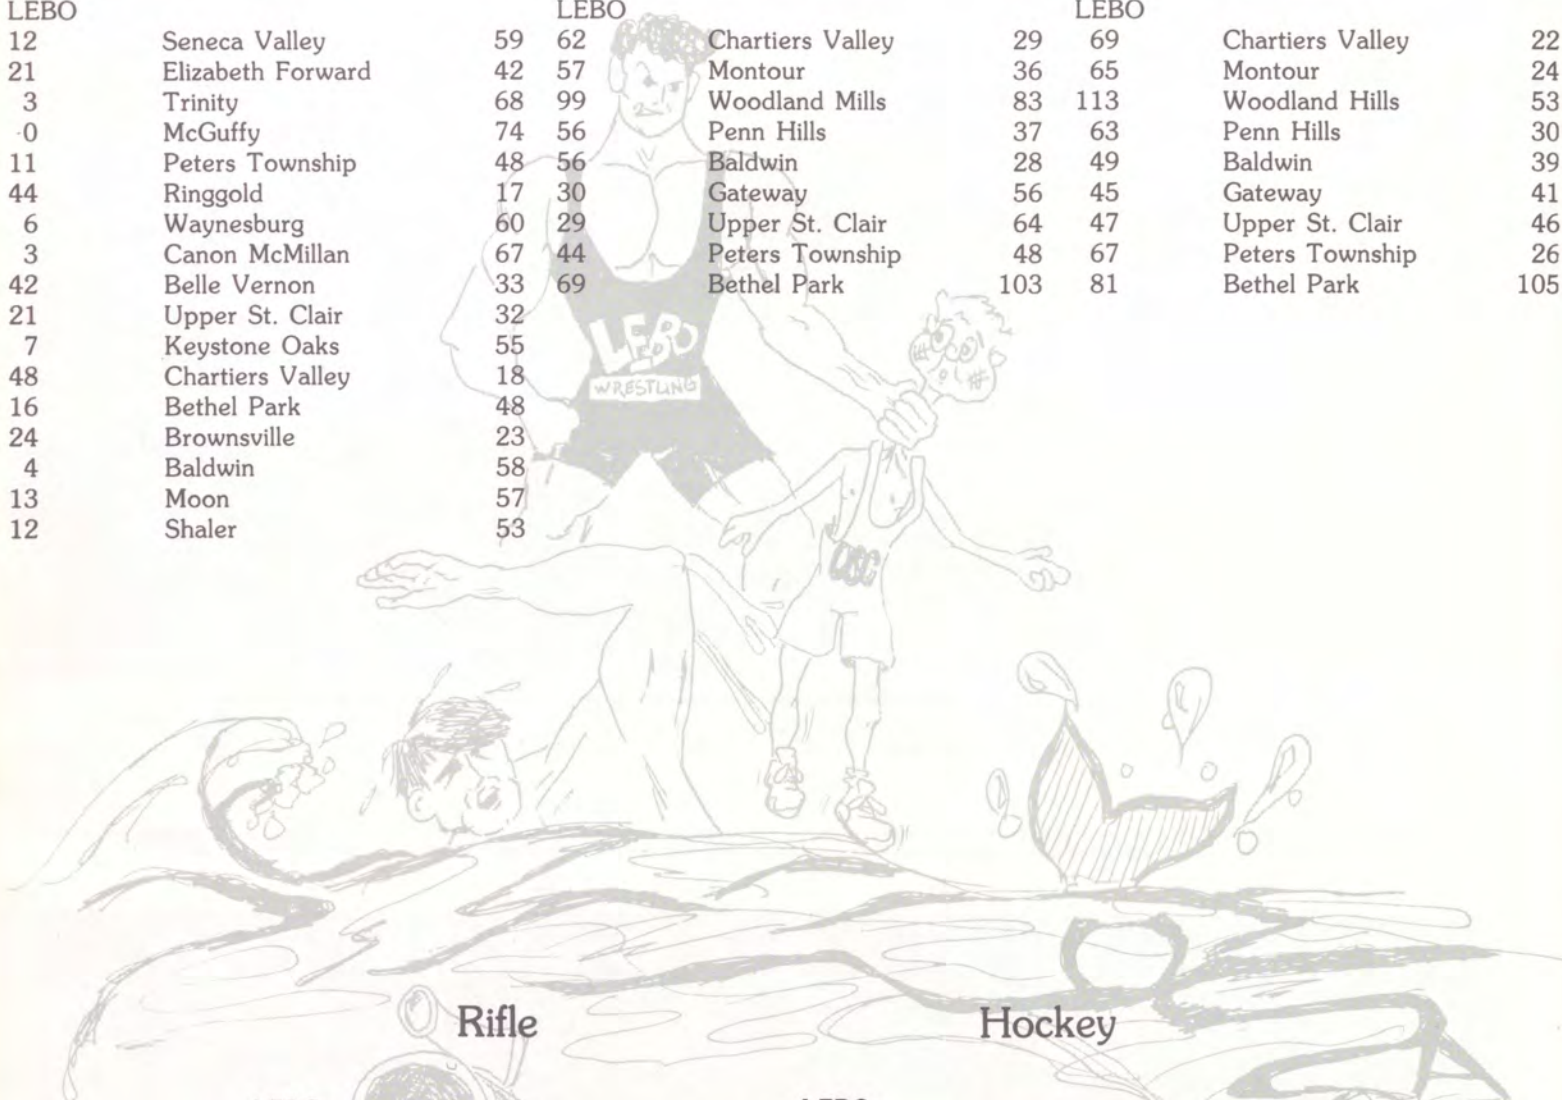 LEBO
12 Seneca Valley 59
21 Elizabeth Forward 42
3 Trinity 68
0 McGuffy 74
11 Peters Township 48
44 Ringgold 17
6 Waynesburg 60
3 Canon McMillan 67
42 Belle Vernon 33
21 Upper St. Clair 32
7 Keystone Oaks 55
48 Chartiers Valley 18
16 Bethel Park 48
24 Brownsville 23
4 Baldwin 58
13 Moon 57
12 Shaler 53
LEBO
62 Chartiers Valley 29
57 Montour 36
99 Woodland Mills 83
56 Penn Hills 37
56 Baldwin 28
30 Gateway 56
29 Upper St. Clair 64
44 Peters Township 48
69 Bethel Park 103
LEBO
69 Chartiers Valley 22
65 Montour 24
113 Woodland Hills 53
63 Penn Hills 30
49 Baldwin 39
45 Gateway 41
47 Upper St. Clair 46
67 Peters Township 26
81 Bethel Park 105
LEBO
WRESTLING
USC
Rifle
Hockey